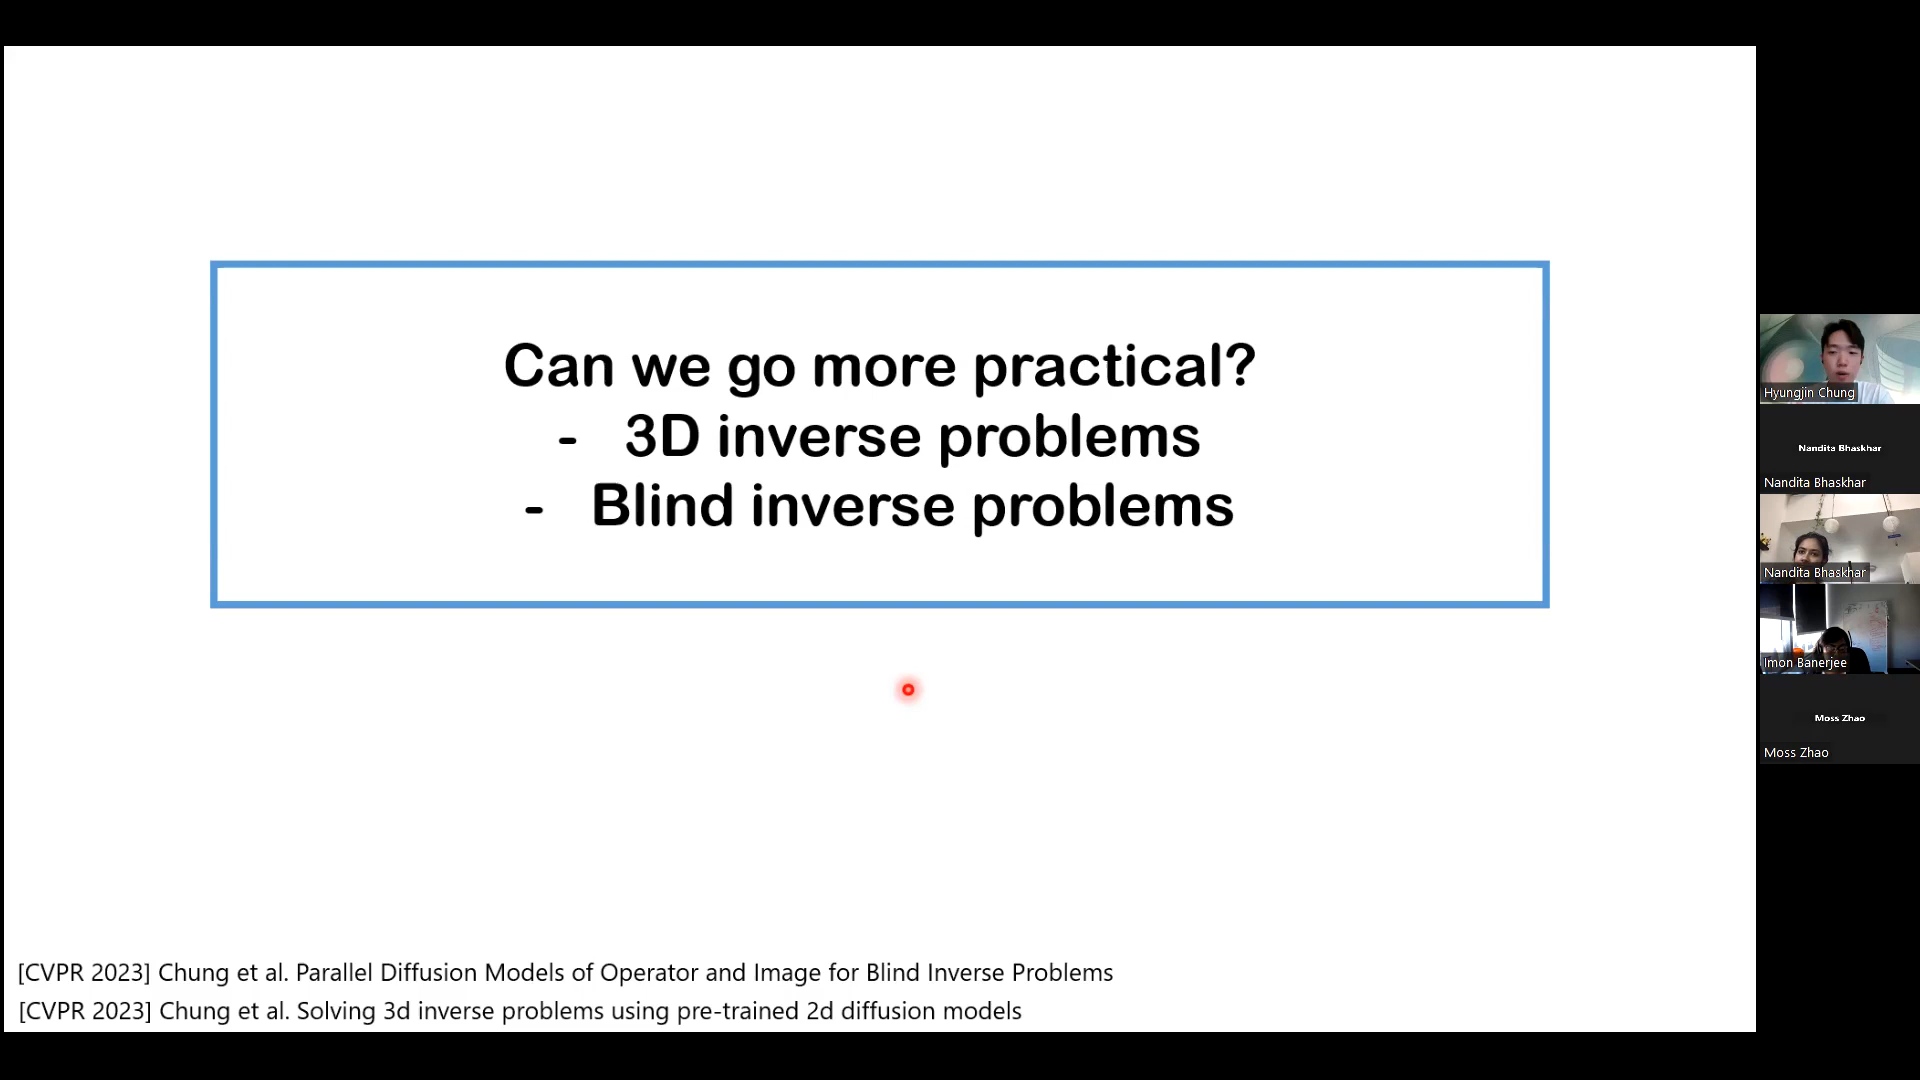 Can we go more practical?
- 3D inverse problems
- Blind inverse problems
[CVPR 2023] Chung et al. Parallel Diffusion Models of Operator and Image for Blind Inverse Problems
[CVPR 2023] Chung et al. Solving 3d inverse problems using pre-trained 2d diffusion models
Hyungjin Chung
Nandita Bhaskhar
Nandita Bhaskhar
Nandita Bhaskhar
Imon Banerjee
Moss Zhao
Moss Zhao